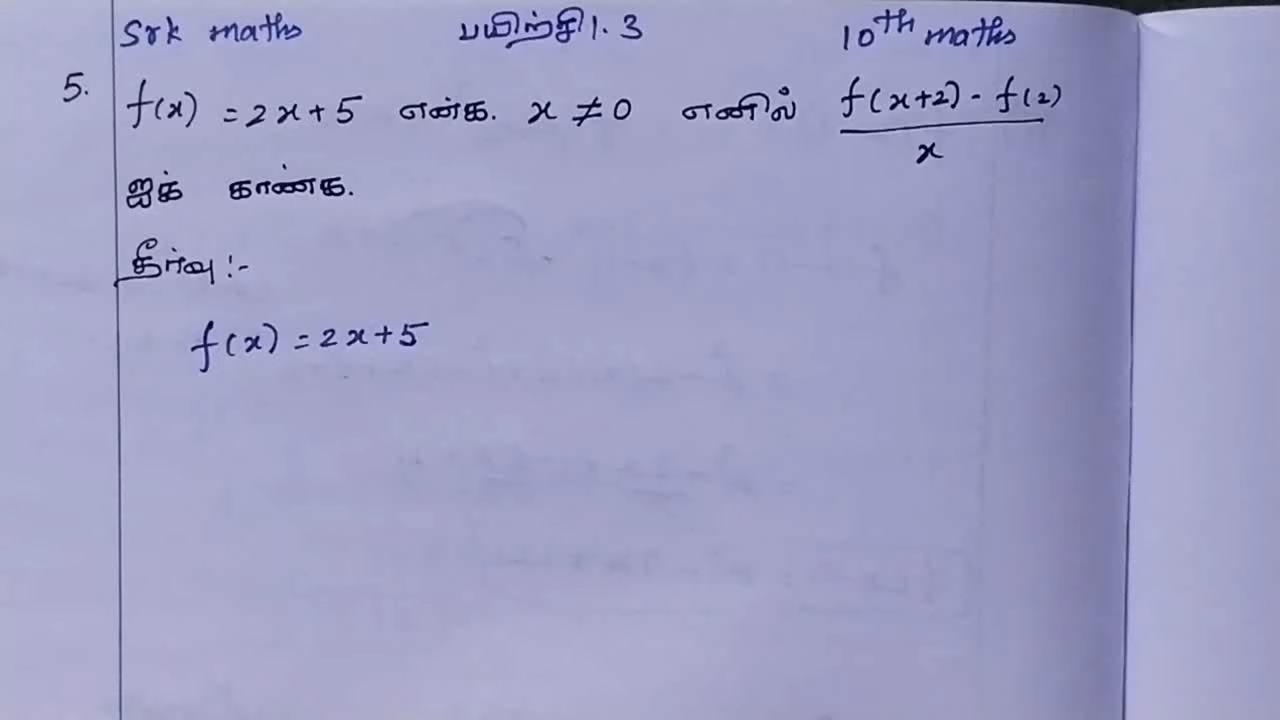 Srk maths பயிற்சி 1.3 10th maths
5. f(x) = 2x+5 என்க. x ≠ 0 எனில் f(x+2) - f(2) / x
ஐக் காண்க.
தீர்வு :-
f(x) = 2x+5